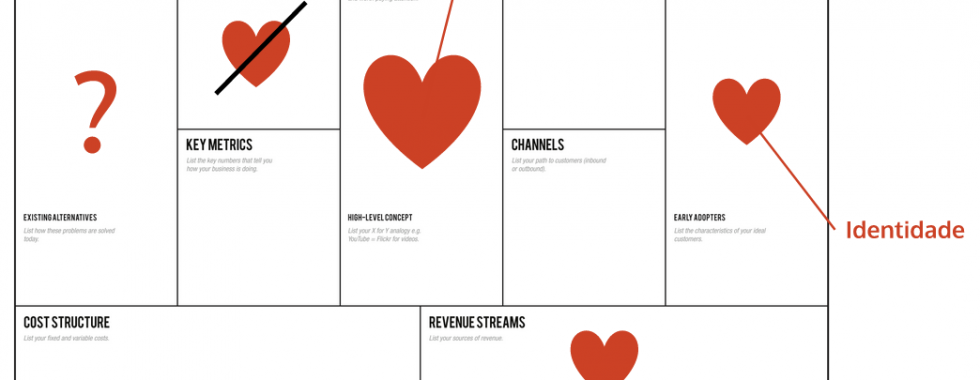 ?
KEY METRICS
List the key numbers that tell you
how your business is doing.
CHANNELS
List your path to customers (inbound
or outbound).
EXISTING ALTERNATIVES
List how these problems are solved
today.
HIGH-LEVEL CONCEPT
List your X for Y analogy e.g.
YouTube = Flickr for videos.
EARLY ADOPTERS
List the characteristics of your ideal
customers.
Identidade
COST STRUCTURE
List your fixed and variable costs.
REVENUE STREAMS
List your sources of revenue.